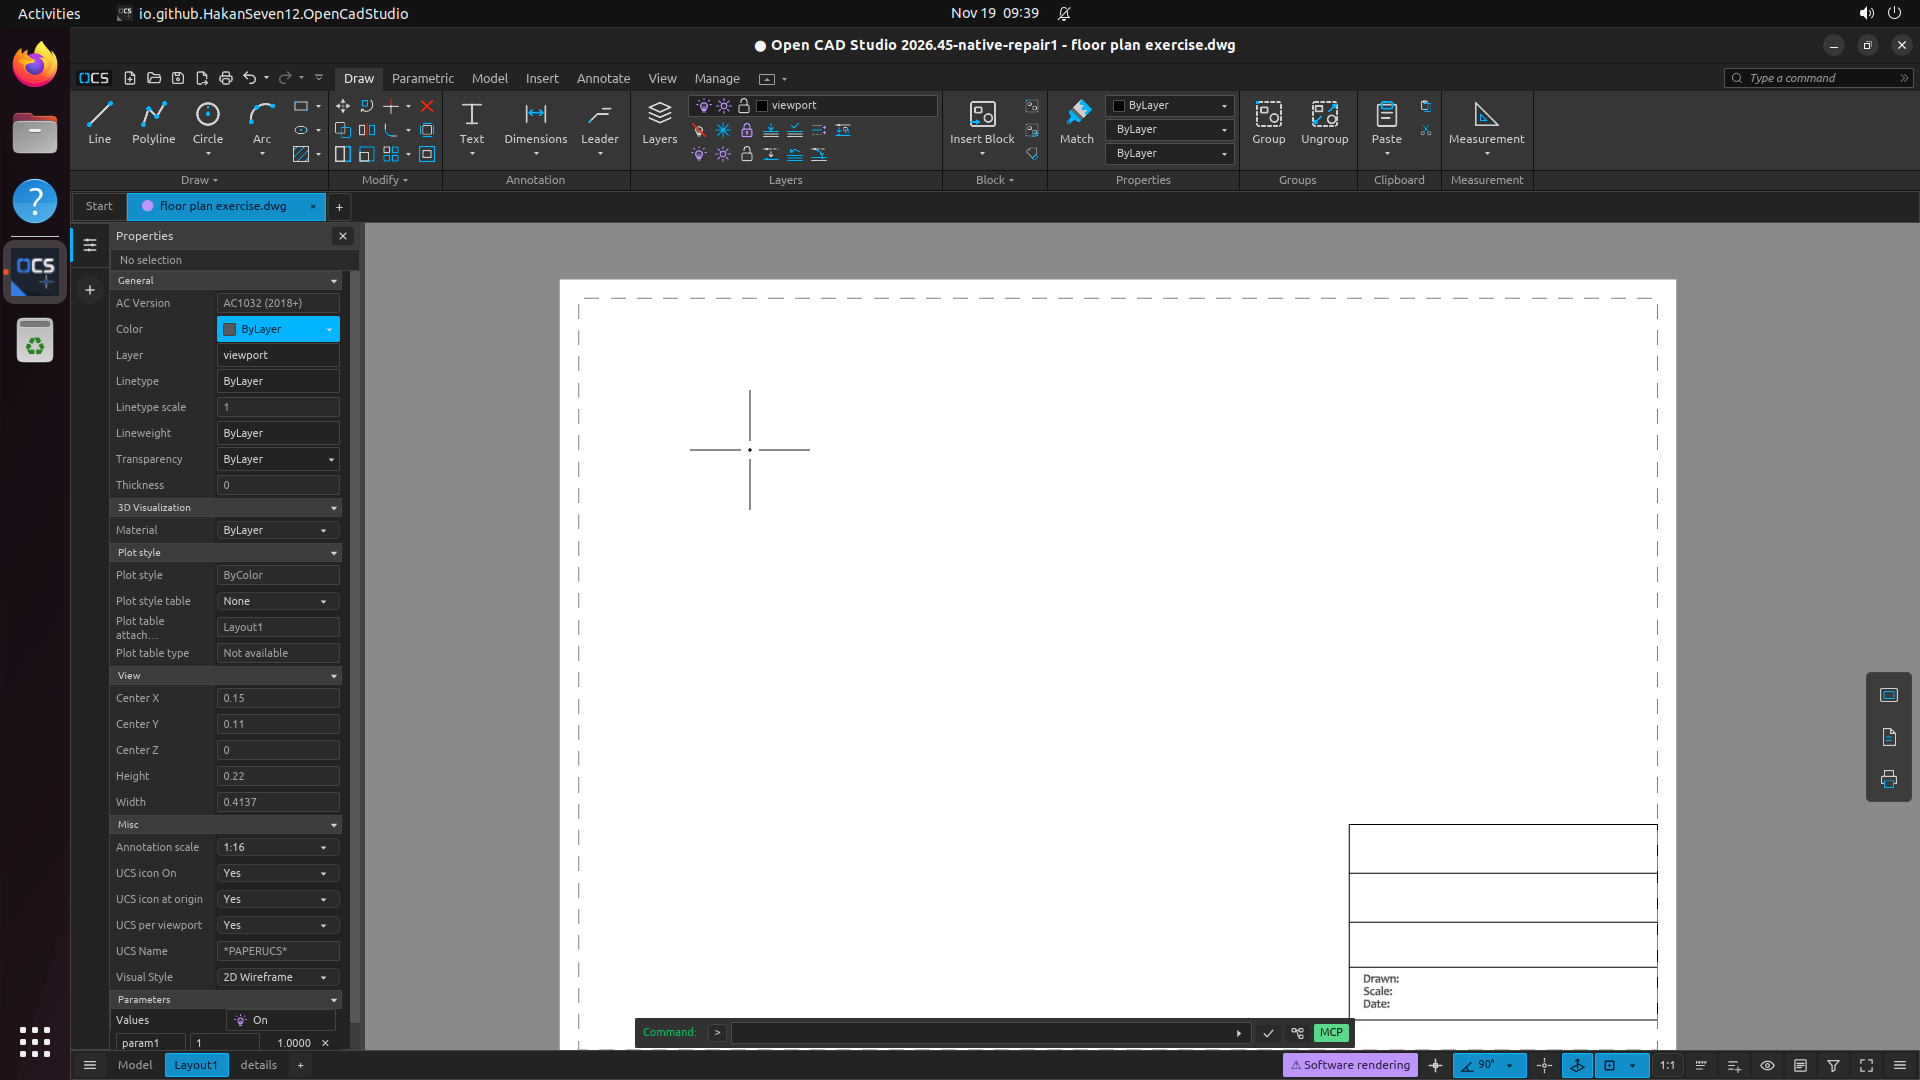 Activities
io.github.HakanSeven12.OpenCadStudio
Nov 19 09:39
Open CAD Studio 2026.45-native-repair1 - floor plan exercise.dwg
OCS
Draw
Parametric
Model
Insert
Annotate
View
Manage
Type a command
Line
Polyline
Circle
Arc
Text
Dimensions
Leader
Layers
viewport
Insert Block
Match
ByLayer
ByLayer
ByLayer
Group
Ungroup
Paste
Measurement
Draw
Modify
Annotation
Layers
Block
Properties
Groups
Clipboard
Measurement
Start
floor plan exercise.dwg
Properties
No selection
General
AC Version
AC1032 (2018+)
Color
ByLayer
Layer
viewport
Linetype
ByLayer
Linetype scale
1
Lineweight
ByLayer
Transparency
ByLayer
Thickness
0
3D Visualization
Material
ByLayer
Plot style
Plot style
ByColor
Plot style table
None
Plot table
attach...
Layout1
Plot table type
Not available
View
Center X
0.15
Center Y
0.11
Center Z
0
Height
0.22
Width
0.4137
Misc
Annotation scale
1:16
UCS icon On
Yes
UCS icon at origin
Yes
UCS per viewport
Yes
UCS Name
*PAPERUCS*
Visual Style
2D Wireframe
Parameters
Values
On
param1
1
1.0000
Drawn:
Scale:
Date:
Command:
>
MCP
Model
Layout1
details
+
Software rendering
90°
1:1